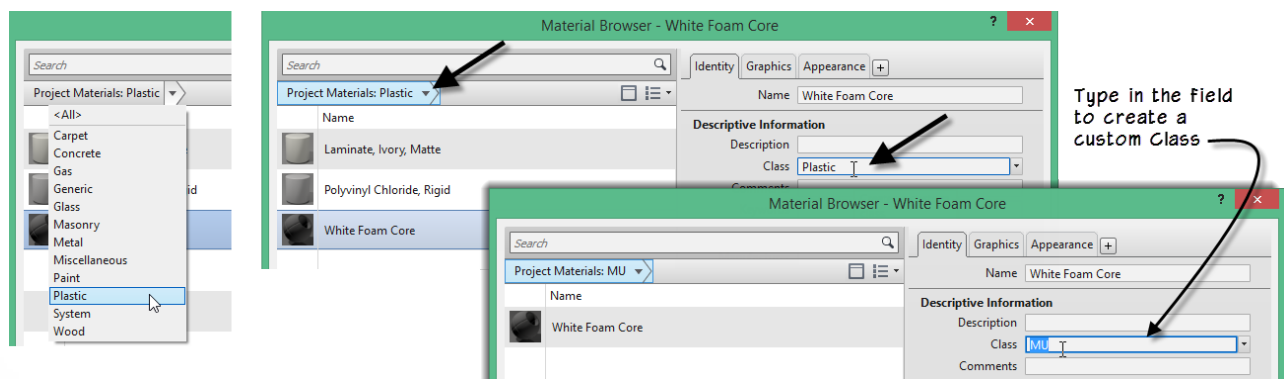 Search
Project Materials: Plastic
<All>
Carpet
Concrete
Gas
Generic
id
Glass
Masonry
Metal
Miscellaneous
Paint
Plastic
System
Wood
Material Browser - White Foam Core
?
Search
Project Materials: Plastic
Name
Laminate, Ivory, Matte
Polyvinyl Chloride, Rigid
White Foam Core
Identity Graphics Appearance +
Name White Foam Core
Descriptive Information
Description
Class Plastic
Comments
Type in the field
to create a
custom Class
Material Browser - White Foam Core
?
Search
Project Materials: MU
Name
White Foam Core
Identity Graphics Appearance +
Name White Foam Core
Descriptive Information
Description
Class MU
Comments